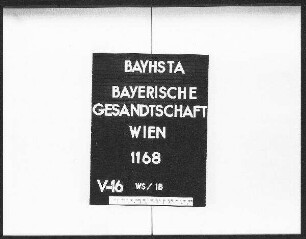 BAYHSTA
BAYERISCHE
GESANDTSCHAFT
WIEN
1168
V-46 WS/18